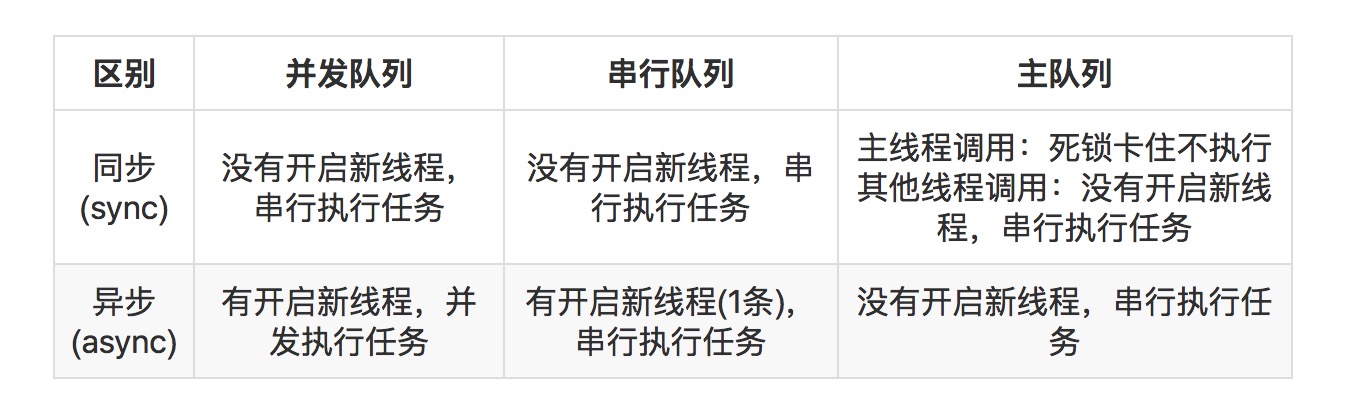 区别
并发队列
串行队列
主队列
同步
(sync)
没有开启新线程，
串行执行任务
没有开启新线程，串
行执行任务
主线程调用：死锁卡住不执行
其他线程调用：没有开启新线
程，串行执行任务
异步
(async)
有开启新线程，并
发执行任务
有开启新线程(1条)，
串行执行任务
没有开启新线程，串行执行任
务